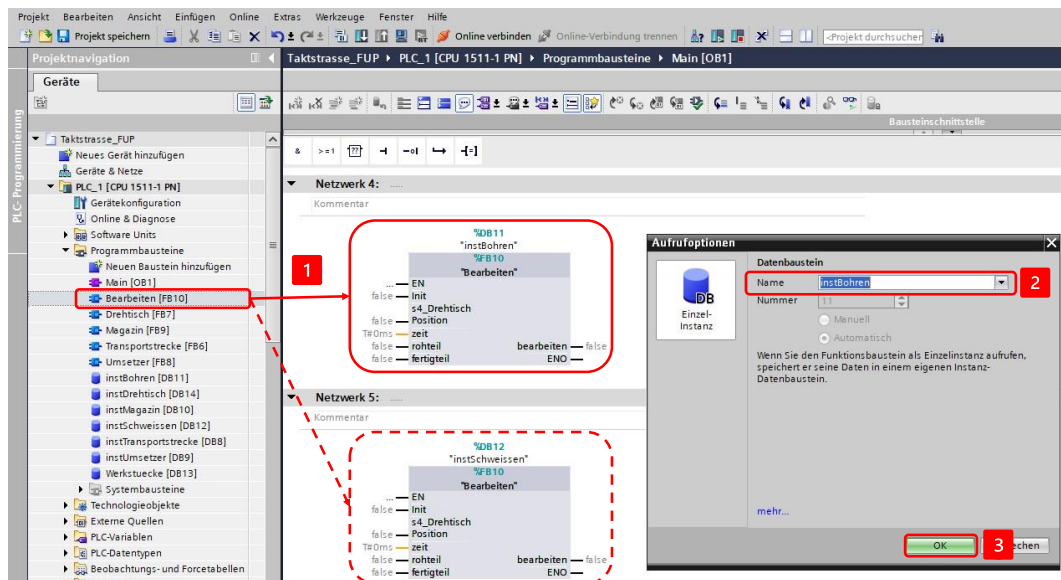 Projekt Bearbeiten Ansicht Einfügen Online Extras Werkzeuge Fenster Hilfe
Projekt speichern Online verbinden Online-Verbindung trennen <Projekt durchsuchen
Projektnavigation
Taktstrasse_FUP PLC_1 [CPU 1511-1 PN] Programmbausteine Main [OB1]
Geräte
PLC-Programmierung
Bausteinschnittstelle
Taktstrasse_FUP
Neues Gerät hinzufügen
Geräte & Netze
PLC_1 [CPU 1511-1 PN]
Gerätekonfiguration
Online & Diagnose
Software Units
Programmbausteine
Neuen Baustein hinzufügen
Main [OB1]
Bearbeiten [FB10]
Drehtisch [FB7]
Magazin [FB9]
Transportstrecke [FB6]
Umsetzer [FB8]
instBohren [DB11]
instDrehtisch [DB14]
instMagazin [DB10]
instSchweissen [DB12]
instTransportstrecke [DB8]
instUmsetzer [DB9]
Werkstuecke [DB13]
Systembausteine
Technologieobjekte
Externe Quellen
PLC-Variablen
PLC-Datentypen
Beobachtungs- und Forcetabellen
& >=1 ?? -[=]
Netzwerk 4: .....
Kommentar
1
%DB11
"instBohren"
%FB10
"Bearbeiten"
... EN
false Init
s4_Drehtisch
false Position
T#0ms zeit
false rohteil bearbeiten false
false fertigteil ENO
Netzwerk 5: .....
Kommentar
%DB12
"instSchweissen"
%FB10
"Bearbeiten"
... EN
false Init
s4_Drehtisch
false Position
T#0ms zeit
false rohteil bearbeiten false
false fertigteil ENO
Aufrufoptionen X
DB
Einzel-
Instanz
Datenbaustein
Name instBohren 2
Nummer 11
Manuell
Automatisch
Wenn Sie den Funktionsbaustein als Einzelinstanz aufrufen,
speichert er seine Daten in einem eigenen Instanz-
Datenbaustein.
mehr...
OK 3 echen